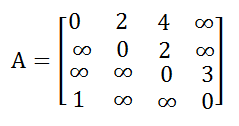 0 2 4 ∞
∞ 0 2 ∞
A = ∞ ∞ 0 3
1 ∞ ∞ 0